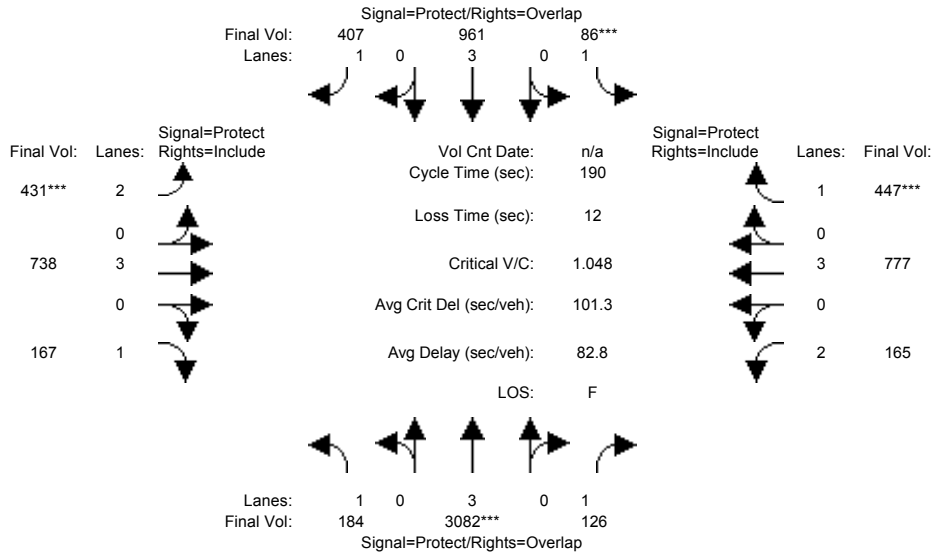 Signal=Protect/Rights=Overlap
Final Vol: 407 961 86***
Lanes: 1 0 3 0 1
Signal=Protect Signal=Protect
Final Vol: Lanes: Rights=Include Vol Cnt Date: n/a Rights=Include Lanes: Final Vol:
Cycle Time (sec): 190
431*** 2 1 447***
Loss Time (sec): 12
0 0
738 3 Critical V/C: 1.048 3 777
0 Avg Crit Del (sec/veh): 101.3 0
167 1 Avg Delay (sec/veh): 82.8 2 165
LOS: F
Lanes: 1 0 3 0 1
Final Vol: 184 3082*** 126
Signal=Protect/Rights=Overlap